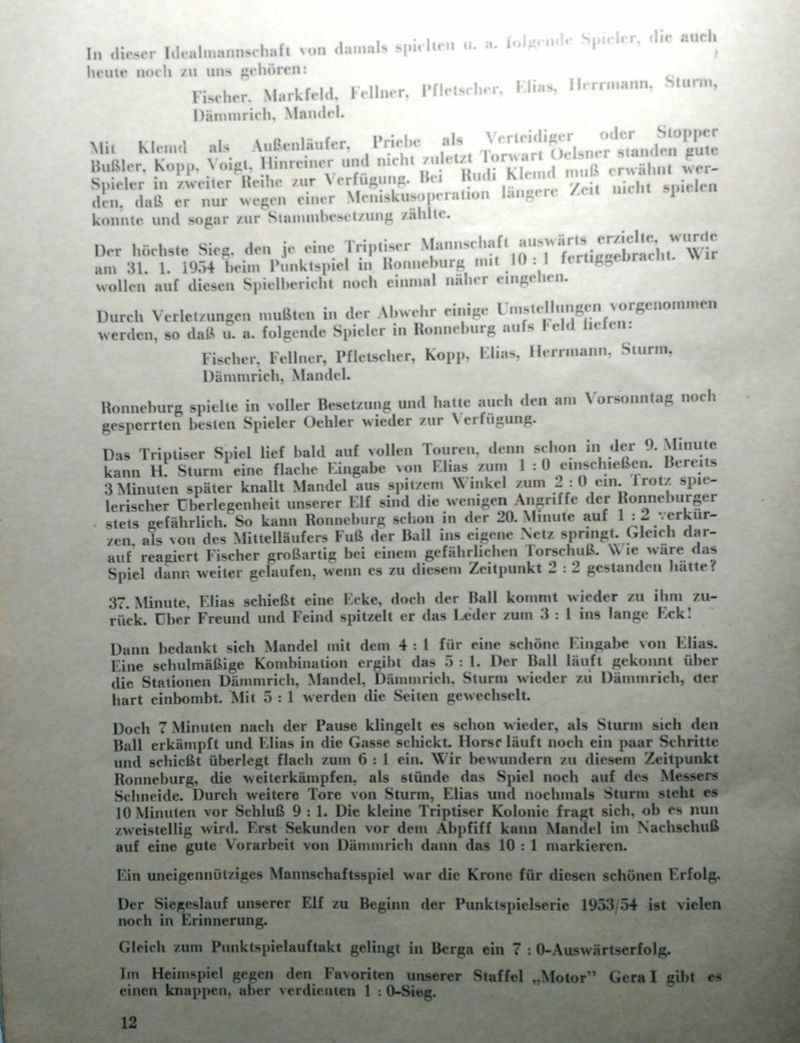 In dieser Idealmannschaft von damals spielten u. a. folgende Spieler, die auch
heute noch zu uns gehören:
Fischer, Markfeld, Fellner, Pfletscher, Elias, Herrmann, Sturm,
Dämmrich, Mandel.
Mit Klemd als Außenläufer, Priebe als Verteidiger oder Stopper
Bußler, Kopp, Voigt, Hinreiner und nicht zuletzt Torwart Oelsner standen gute
Spieler in zweiter Reihe zur Verfügung. Bei Rudi Klemd muß erwähnt wer-
den, daß er nur wegen einer Meniskusoperation längere Zeit nicht spielen
konnte und sogar zur Stammbesetzung zählte.
Der höchste Sieg, den je eine Triptiser Mannschaft auswärts erzielte, wurde
am 31. 1. 1954 beim Punktspiel in Ronneburg mit 10 : 1 fertiggebracht. Wir
wollen auf diesen Spielbericht noch einmal näher eingehen.
Durch Verletzungen mußten in der Abwehr einige Umstellungen vorgenommen
werden, so daß u. a. folgende Spieler in Ronneburg aufs Feld liefen:
Fischer, Fellner, Pfletscher, Kopp, Elias, Herrmann, Sturm,
Dämmrich, Mandel.
Ronneburg spielte in voller Besetzung und hatte auch den am Vorsonntag noch
gesperrten besten Spieler Oehler wieder zur Verfügung.
Das Triptiser Spiel lief bald auf vollen Touren, denn schon in der 9. Minute
kann H. Sturm eine flache Eingabe von Elias zum 1 : 0 einschießen. Bereits
3 Minuten später knallt Mandel aus spitzem Winkel zum 2 : 0 ein. Trotz spie-
lerischer Überlegenheit unserer Elf sind die wenigen Angriffe der Ronneburger
stets gefährlich. So kann Ronneburg schon in der 20. Minute auf 1 : 2 verkür-
zen, als von des Mittelläufers Fuß der Ball ins eigene Netz springt. Gleich dar-
auf reagiert Fischer großartig bei einem gefährlichen Torschuß. Wie wäre das
Spiel dann weiter gelaufen, wenn es zu diesem Zeitpunkt 2 : 2 gestanden hätte?
37. Minute, Elias schießt eine Ecke, doch der Ball kommt wieder zu ihm zu-
rück. Über Freund und Feind spitzelt er das Leder zum 3 : 1 ins lange Eck!
Dann bedankt sich Mandel mit dem 4 : 1 für eine schöne Eingabe von Elias.
Eine schulmäßige Kombination ergibt das 5 : 1. Der Ball läuft gekonnt über
die Stationen Dämmrich, Mandel, Dämmrich, Sturm wieder zu Dämmrich, der
hart einbombt. Mit 5 : 1 werden die Seiten gewechselt.
Doch 7 Minuten nach der Pause klingelt es schon wieder, als Sturm sich den
Ball erkämpft und Elias in die Gasse schickt. Horst läuft noch ein paar Schritte
und schießt überlegt flach zum 6 : 1 ein. Wir bewundern zu diesem Zeitpunkt
Ronneburg, die weiterkämpfen, als stünde das Spiel noch auf des Messers
Schneide. Durch weitere Tore von Sturm, Elias und nochmals Sturm steht es
10 Minuten vor Schluß 9 : 1. Die kleine Triptiser Kolonie fragt sich, ob es nun
zweistellig wird. Erst Sekunden vor dem Abpfiff kann Mandel im Nachschuß
auf eine gute Vorarbeit von Dämmrich dann das 10 : 1 markieren.
Ein uneigennütziges Mannschaftsspiel war die Krone für diesen schönen Erfolg.
Der Siegeslauf unserer Elf zu Beginn der Punktspielserie 1953/54 ist vielen
noch in Erinnerung.
Gleich zum Punktspielauftakt gelingt in Berga ein 7 : 0-Auswärtserfolg.
Im Heimspiel gegen den Favoriten unserer Staffel „Motor" Gera I gibt es
einen knappen, aber verdienten 1 : 0-Sieg.
12